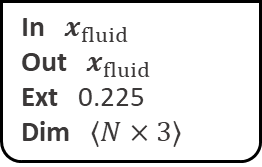 In x_fluid
Out x_fluid
Ext 0.225
Dim ⟨N × 3⟩